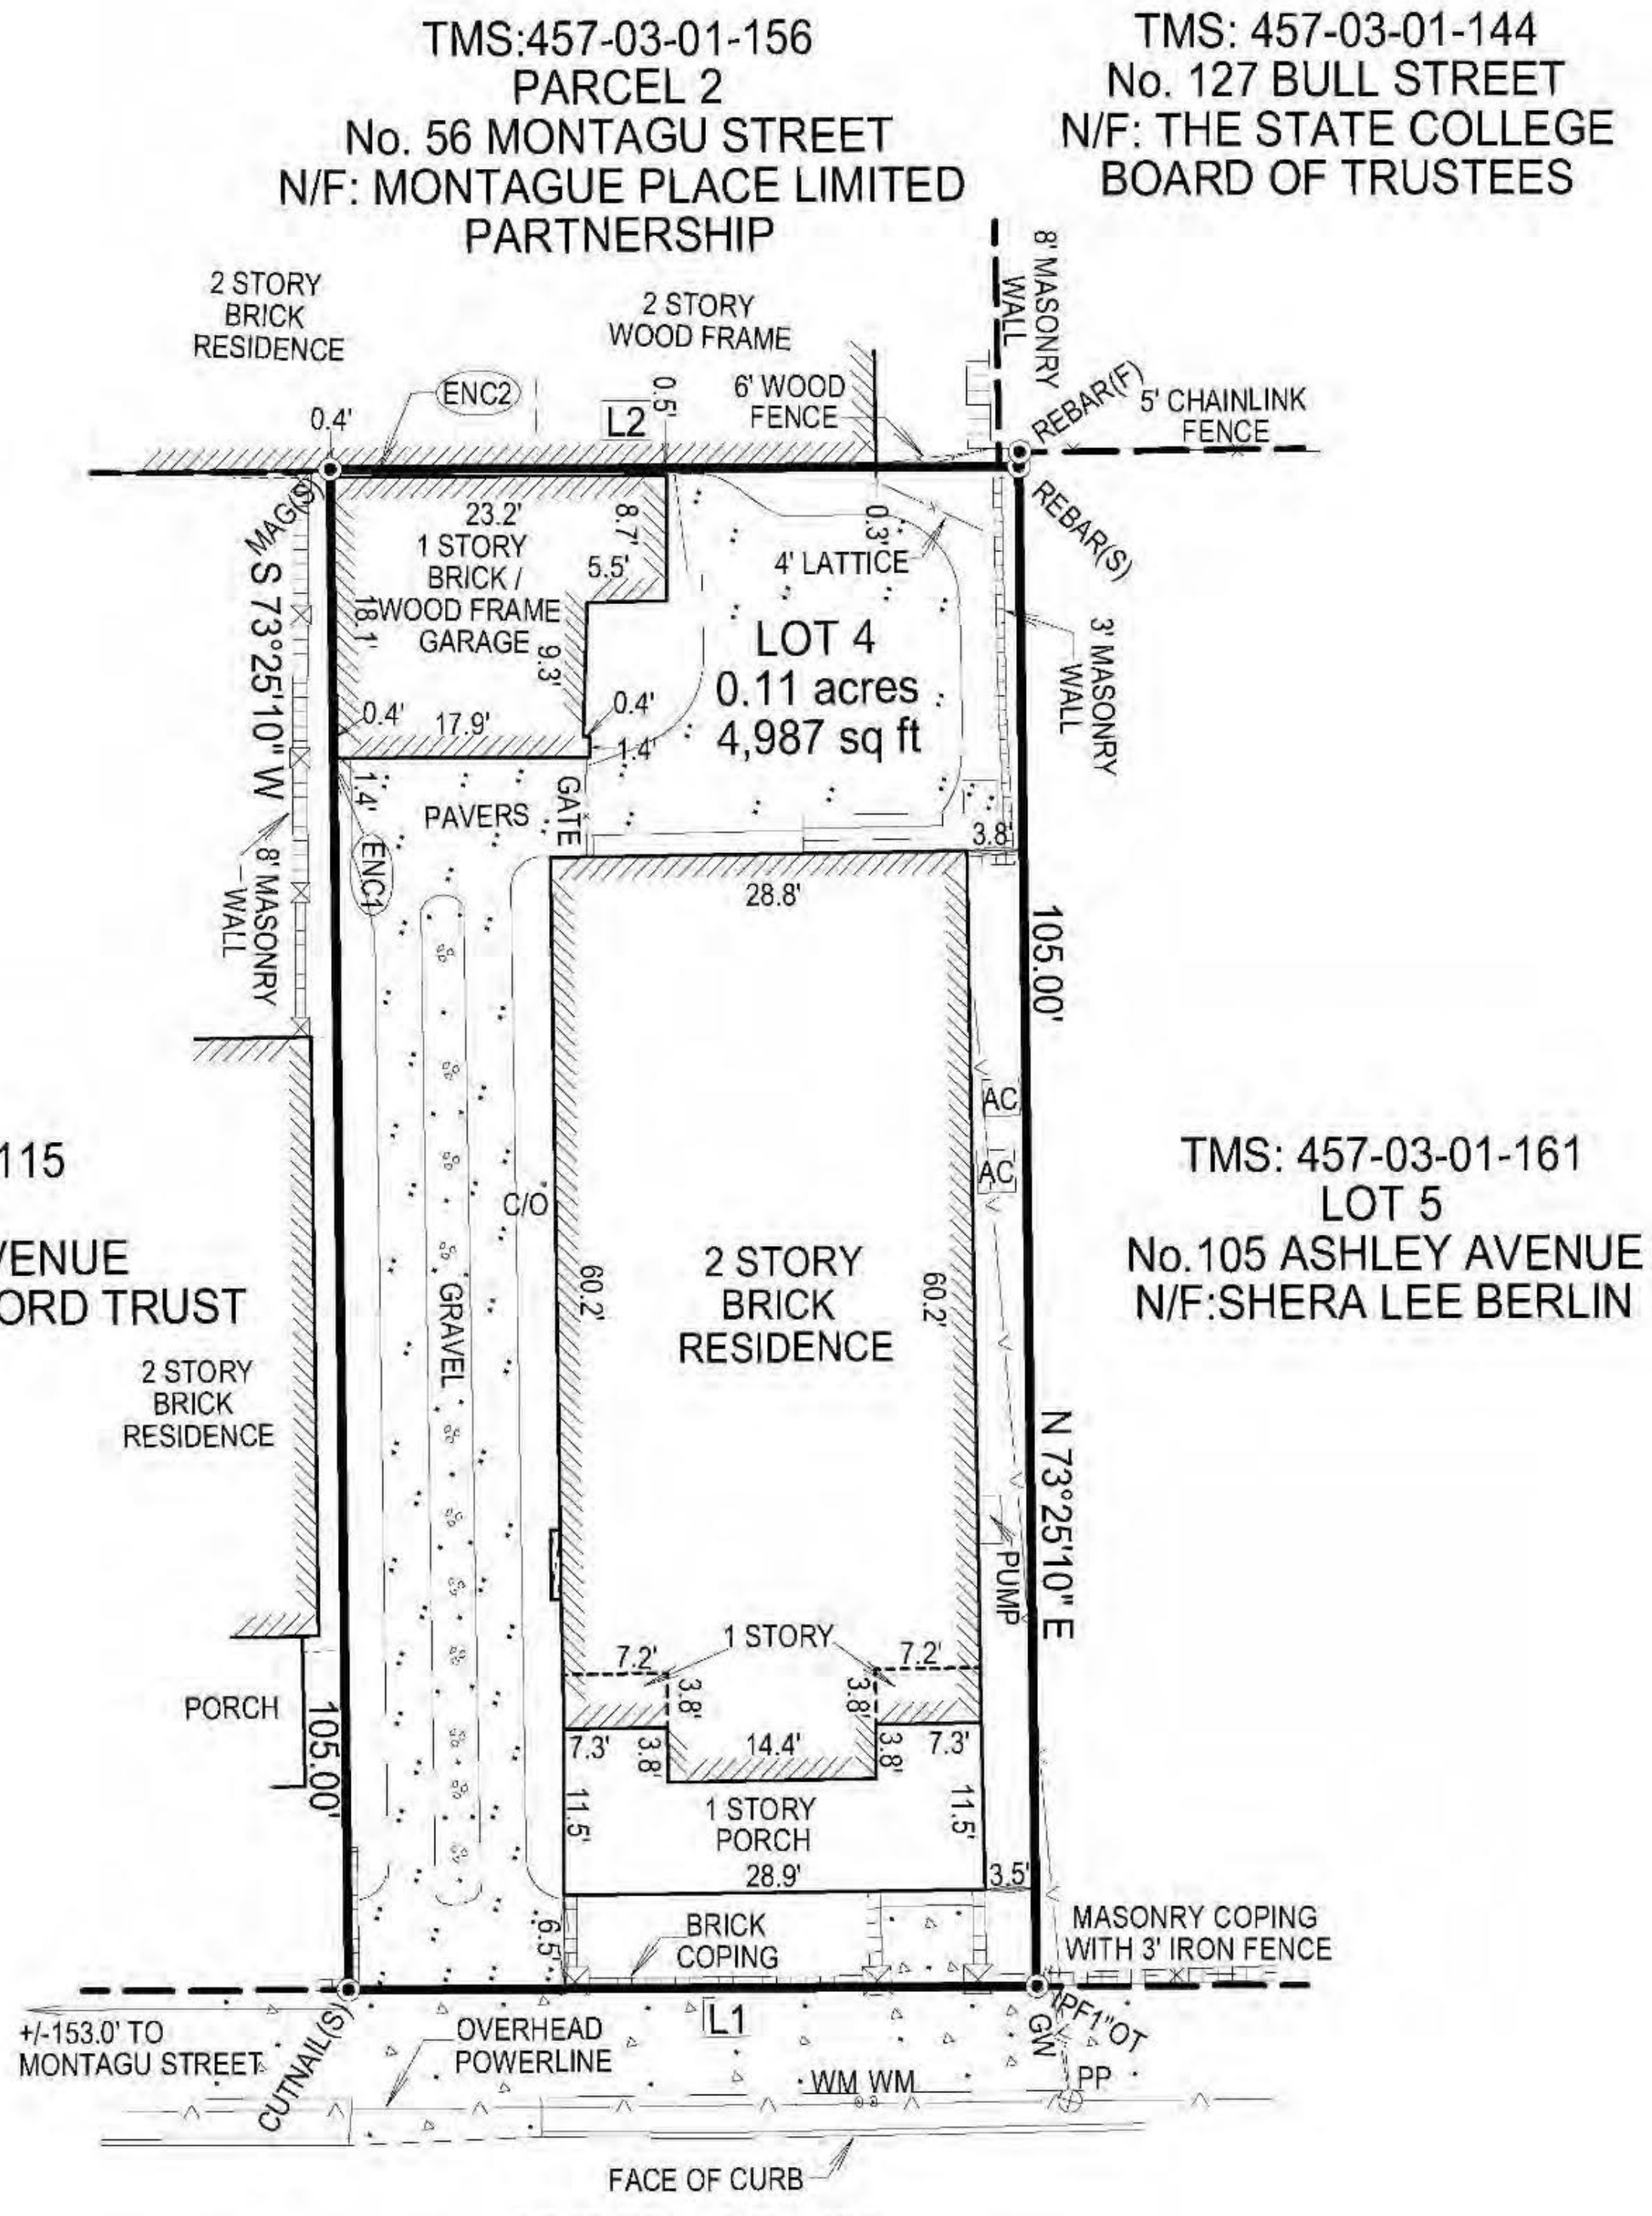 TMS:457-03-01-156
PARCEL 2
No. 56 MONTAGU STREET
N/F: MONTAGUE PLACE LIMITED
PARTNERSHIP
TMS: 457-03-01-144
No. 127 BULL STREET
N/F: THE STATE COLLEGE
BOARD OF TRUSTEES
2 STORY
BRICK
RESIDENCE
2 STORY
WOOD FRAME
8' MASONRY
WALL
0.4'
ENC2
L2
0.5'
6' WOOD
FENCE
REBAR(F)
5' CHAINLINK
FENCE
MAG(S)
REBAR(S)
S 73°25'10" W
23.2'
8.7'
1 STORY
BRICK /
WOOD FRAME
GARAGE
5.5'
18.1'
9.3'
0.4'
17.9'
0.4'
1.4'
0.3'
4' LATTICE
LOT 4
0.11 acres
4,987 sq ft
3' MASONRY
WALL
1.4'
ENC1
PAVERS
GATE
3.8'
8' MASONRY
WALL
28.8'
105.00'
AC
AC
115
VENUE
ORD TRUST
2 STORY
BRICK
RESIDENCE
C/O
GRAVEL
60.2'
2 STORY
BRICK
RESIDENCE
60.2'
TMS: 457-03-01-161
LOT 5
No.105 ASHLEY AVENUE
N/F:SHERA LEE BERLIN
N 73°25'10" E
PUMP
1 STORY
7.2'
7.2'
3.8'
3.8'
PORCH
105.00'
7.3'
3.8'
14.4'
3.8'
7.3'
11.5'
1 STORY
PORCH
11.5'
28.9'
3.5'
6.5'
BRICK
COPING
MASONRY COPING
WITH 3' IRON FENCE
+/-153.0' TO
MONTAGU STREET
CUTNAIL(S)
OVERHEAD
POWERLINE
L1
IPF1"OT
GW
WM WM
PP
FACE OF CURB